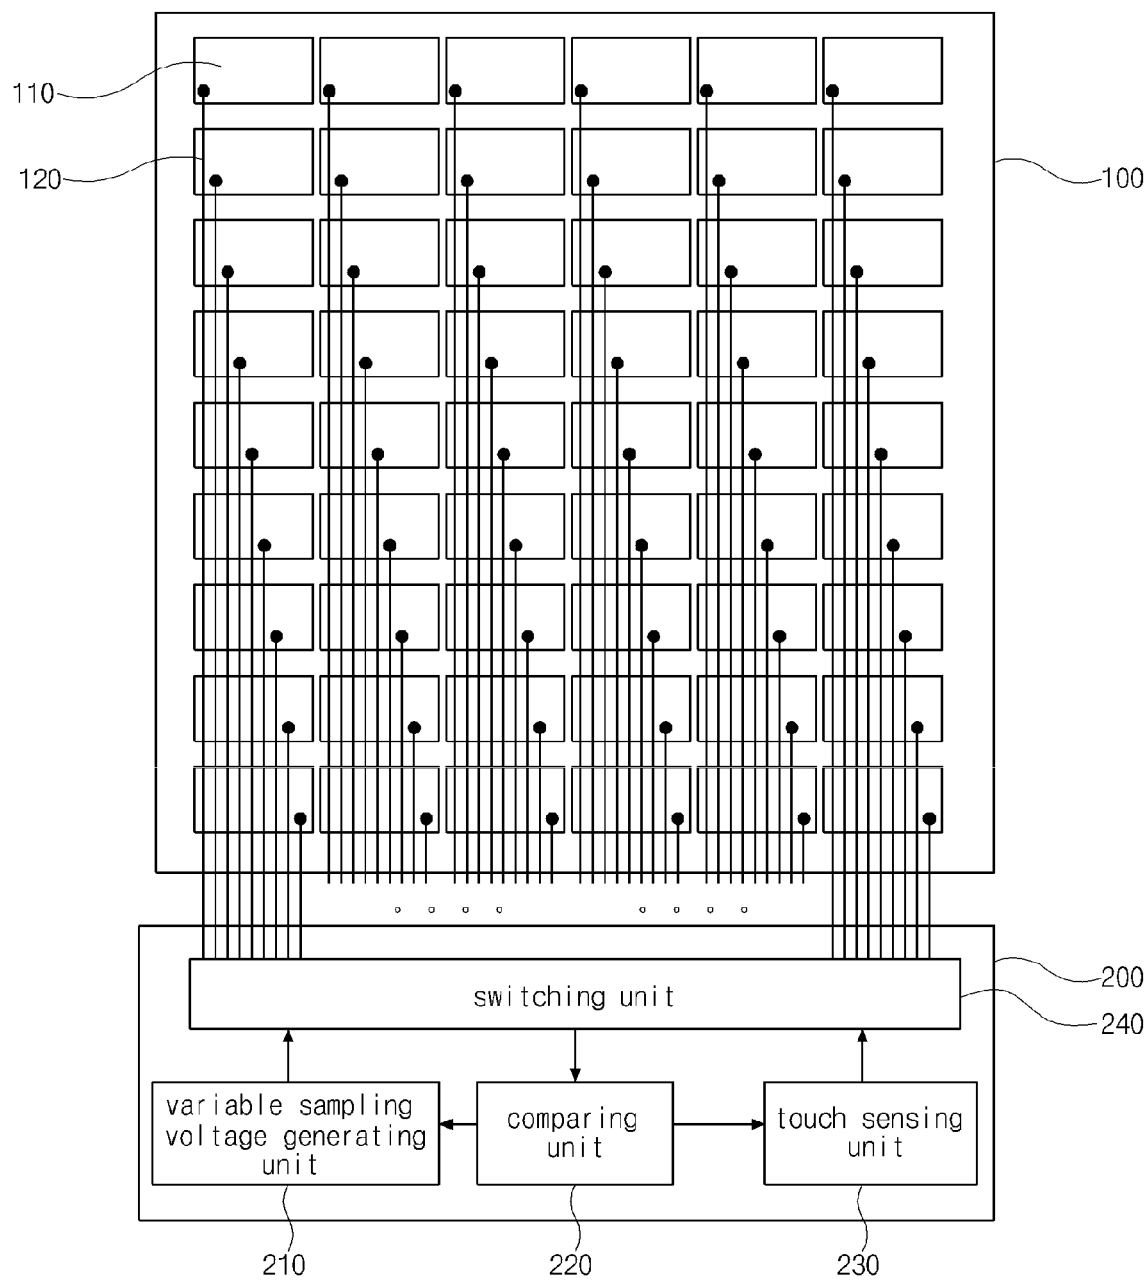 110
120
100
200
switching unit
240
variable sampling
voltage generating
unit
comparing
unit
touch sensing
unit
210
220
230